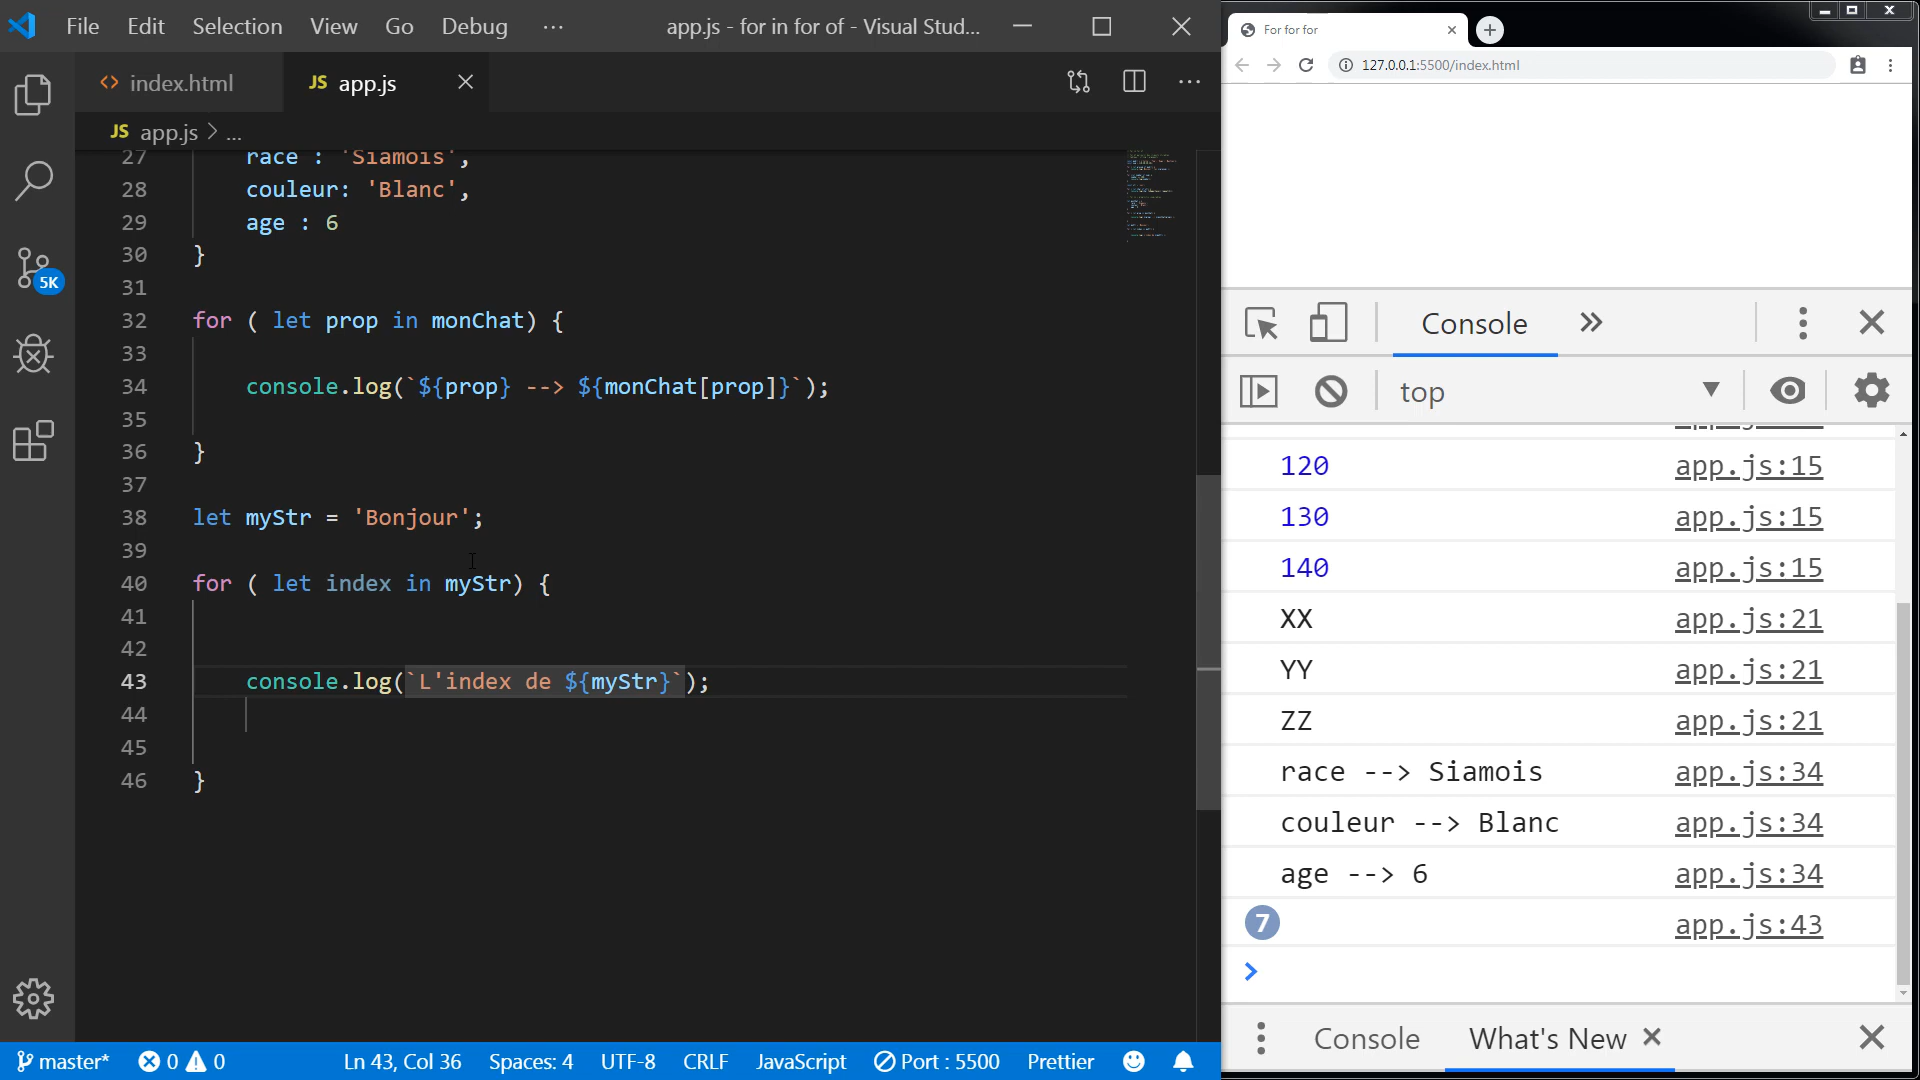 File Edit Selection View Go Debug ··· app.js - for in for of - Visual Stud...
index.html
JS app.js
JS app.js > ...
27 race : 'Siamois',
28 couleur: 'Blanc',
29 age : 6
30 }
31
32 for ( let prop in monChat) {
33
34 console.log(`${prop} --> ${monChat[prop]}`);
35
36 }
37
38 let myStr = 'Bonjour';
39
40 for ( let index in myStr) {
41
42
43 console.log(`L'index de ${myStr}`);
44
45
46 }
5K
master* 0 0 Ln 43, Col 36 Spaces: 4 UTF-8 CRLF JavaScript Port : 5500 Prettier
For for for
127.0.0.1:5500/index.html
Console
top
120 app.js:15
130 app.js:15
140 app.js:15
XX app.js:21
YY app.js:21
ZZ app.js:21
race --> Siamois app.js:34
couleur --> Blanc app.js:34
age --> 6 app.js:34
7 app.js:43
>
Console What's New